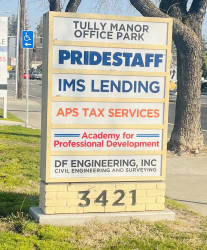 TULLY MANOR
OFFICE PARK
PRIDESTAFF
IMS LENDING
APS TAX SERVICES
Academy for
Professional Development
DF ENGINEERING, INC
CIVIL ENGINEERING AND SURVEYING
3421